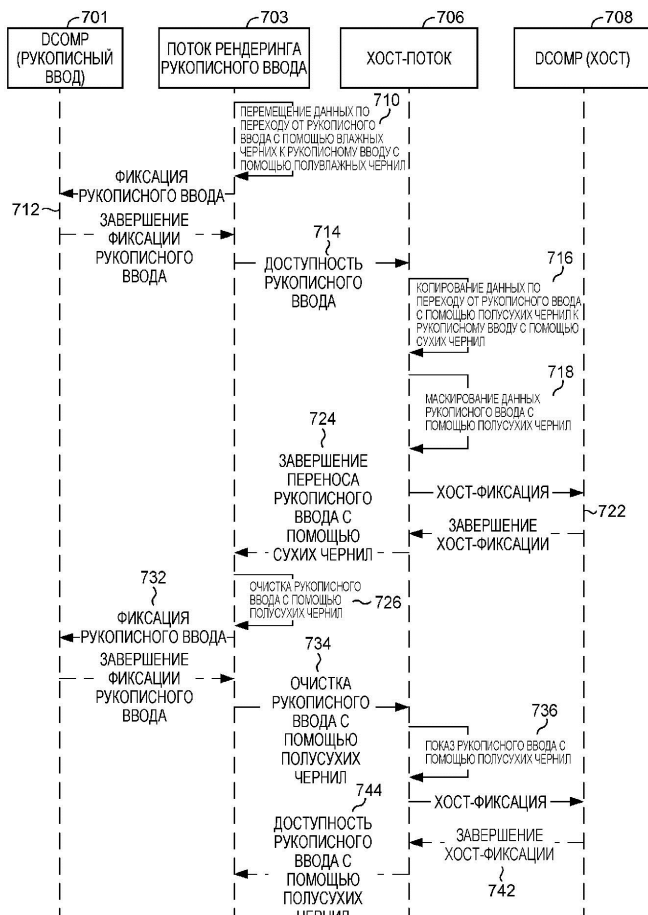 701
703
706
708
DCOMP
(РУКОПИСНЫЙ
ВВОД)
ПОТОК РЕНДЕРИНГА
РУКОПИСНОГО ВВОДА
ХОСТ-ПОТОК
DCOMP (ХОСТ)
710
ПЕРЕМЕЩЕНИЕ ДАННЫХ ПО
ПЕРЕХОДУ ОТ РУКОПИСНОГО
ВВОДА С ПОМОЩЬЮ ВЛАЖНЫХ
ЧЕРНИХ К РУКОПИСНОМУ ВВОДУ С
ПОМОЩЬЮ ПОЛУВЛАЖНЫХ ЧЕРНИЛ
ФИКСАЦИЯ
РУКОПИСНОГО ВВОДА
712
ЗАВЕРШЕНИЕ
ФИКСАЦИИ
РУКОПИСНОГО
ВВОДА
714
ДОСТУПНОСТЬ
РУКОПИСНОГО
ВВОДА
716
КОПИРОВАНИЕ ДАННЫХ ПО
ПЕРЕХОДУ ОТ РУКОПИСНОГО ВВОДА
С ПОМОЩЬЮ ПОЛУСУХИХ ЧЕРНИЛ К
РУКОПИСНОМУ ВВОДУ С ПОМОЩЬЮ
СУХИХ ЧЕРНИЛ
718
МАСКИРОВАНИЕ ДАННЫХ
РУКОПИСНОГО ВВОДА С
ПОМОЩЬЮ ПОЛУСУХИХ ЧЕРНИЛ
724
ЗАВЕРШЕНИЕ
ПЕРЕНОСА
РУКОПИСНОГО
ВВОДА С
ПОМОЩЬЮ
СУХИХ ЧЕРНИЛ
ХОСТ-ФИКСАЦИЯ
722
ЗАВЕРШЕНИЕ
ХОСТ-ФИКСАЦИИ
732
ОЧИСТКА РУКОПИСНОГО
ВВОДА С ПОМОЩЬЮ
ПОЛУСУХИХ ЧЕРНИЛ
726
ФИКСАЦИЯ
РУКОПИСНОГО ВВОДА
ЗАВЕРШЕНИЕ
ФИКСАЦИИ
РУКОПИСНОГО
ВВОДА
734
ОЧИСТКА
РУКОПИСНОГО
ВВОДА С
ПОМОЩЬЮ
ПОЛУСУХИХ
ЧЕРНИЛ
736
ПОКАЗ РУКОПИСНОГО ВВОДА С
ПОМОЩЬЮ ПОЛУСУХИХ ЧЕРНИЛ
744
ХОСТ-ФИКСАЦИЯ
ДОСТУПНОСТЬ
РУКОПИСНОГО
ВВОДА С
ПОМОЩЬЮ
ПОЛУСУХИХ
ЧЕРНИЛ
ЗАВЕРШЕНИЕ
ХОСТ-ФИКСАЦИИ
742